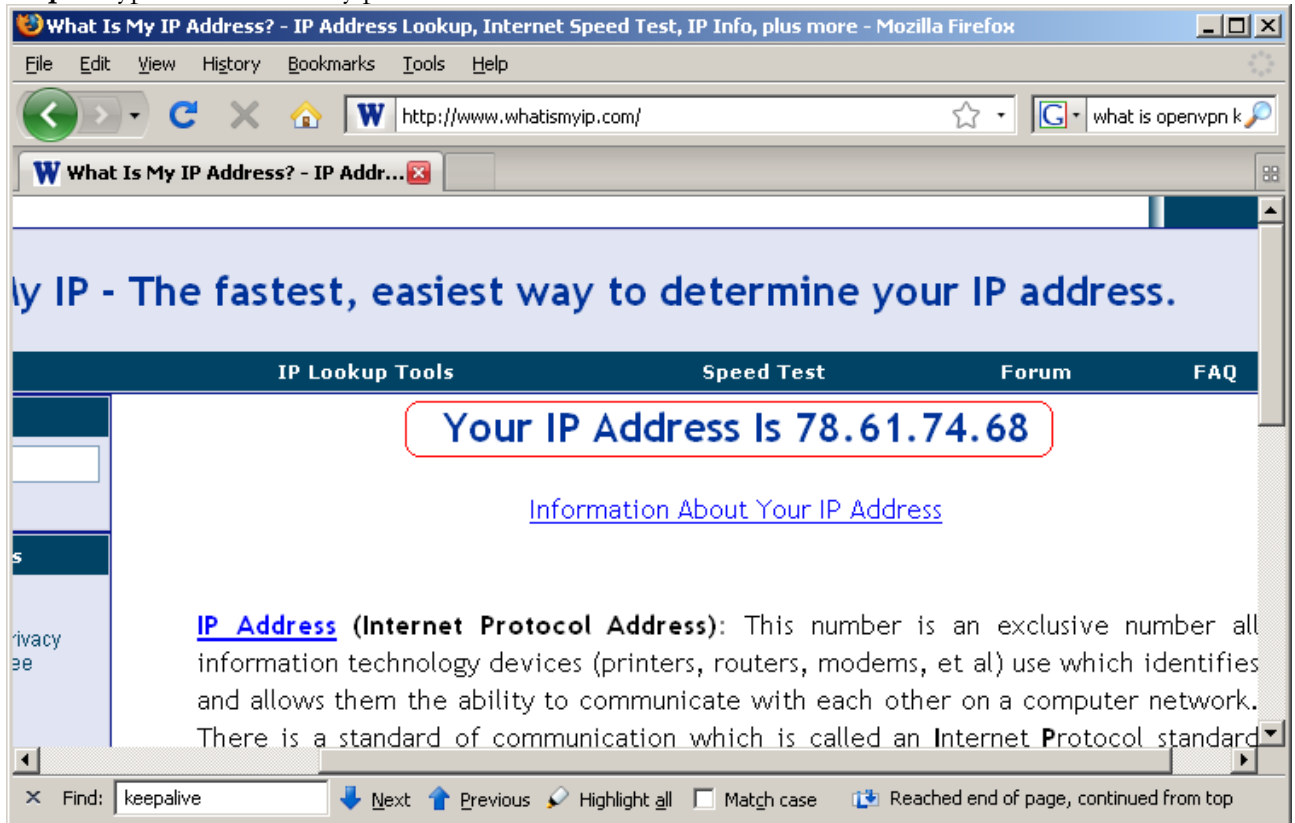 What Is My IP Address? - IP Address Lookup, Internet Speed Test, IP Info, plus more - Mozilla Firefox
File Edit View History Bookmarks Tools Help
W http://www.whatismyip.com/ G what is openvpn k
W What Is My IP Address? - IP Addr...
My IP - The fastest, easiest way to determine your IP address.
IP Lookup Tools Speed Test Forum FAQ
Your IP Address Is 78.61.74.68
Information About Your IP Address
s
IP Address (Internet Protocol Address): This number is an exclusive number all
rivacy
information technology devices (printers, routers, modems, et al) use which identifies
ee
and allows them the ability to communicate with each other on a computer network.
There is a standard of communication which is called an Internet Protocol standard
Find: keepalive Next Previous Highlight all Match case Reached end of page, continued from top